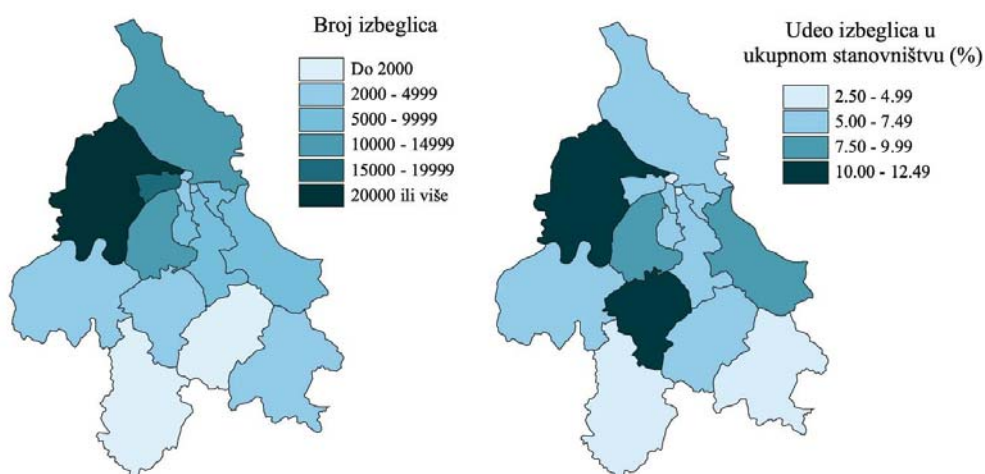 Broj izbeglica
Do 2000
2000 - 4999
5000 - 9999
10000 - 14999
15000 - 19999
20000 ili više
Udeo izbeglica u
ukupnom stanovništvu (%)
2.50 - 4.99
5.00 - 7.49
7.50 - 9.99
10.00 - 12.49